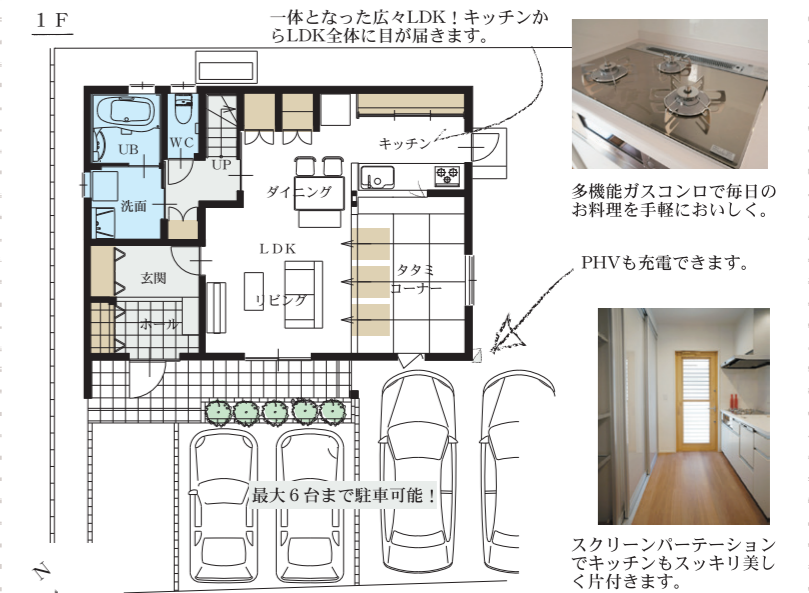 １Ｆ
一体となった広々LDK！キッチンか
らLDK全体に目が届きます。
UB
WC
UP
キッチン
ダイニング
洗面
LDK
玄関
タタミ
コーナー
リビング
ホール
多機能ガスコンロで毎日の
お料理を手軽においしく。
PHVも充電できます。
最大６台まで駐車可能！
スクリーンパーテーション
でキッチンもスッキリ美し
く片付きます。
N